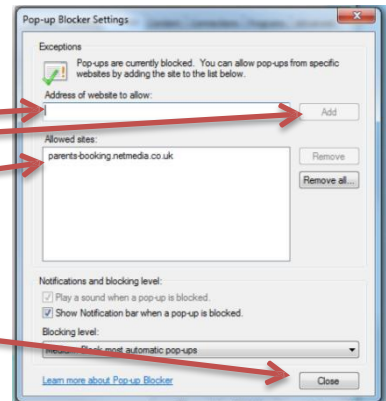 Pop-up Blocker Settings
Exceptions
Pop-ups are currently blocked. You can allow pop-ups from specific
websites by adding the site to the list below.
Address of website to allow:
Add
Allowed sites:
parents-booking.netmedia.co.uk
Remove
Remove all...
Notifications and blocking level:
Play a sound when a pop-up is blocked.
Show Notification bar when a pop-up is blocked.
Blocking level:
Medium: Block most automatic pop-ups
Learn more about Pop-up Blocker
Close